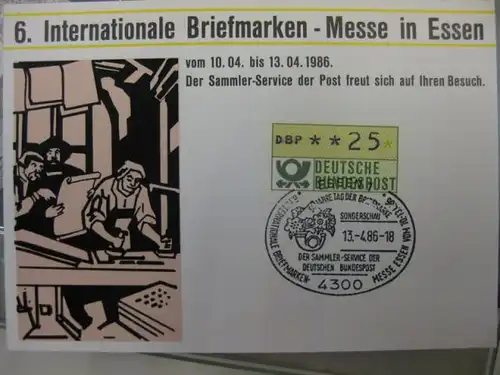 6. Internationale Briefmarken - Messe in Essen
vom 10.04. bis 13.04.1986.
Der Sammler-Service der Post freut sich auf Ihren Besuch.
DBP **25*
DEUTSCHE
BUNDESPOST
SONDERSCHAU
13.-4.86-18
DER SAMMLER-SERVICE DER
DEUTSCHEN BUNDESPOST
4300
INTERNATIONALE BRIEFMARKEN-
MESSE ESSEN